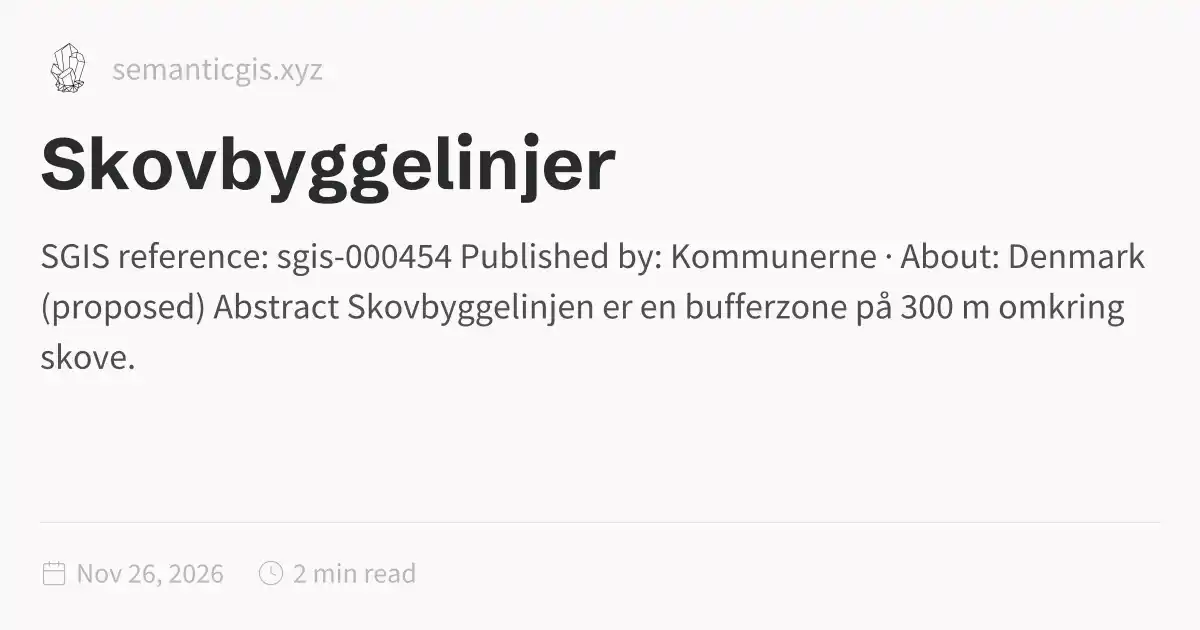 semanticgis.xyz
Skovbyggelinjer
SGIS reference: sgis-000454 Published by: Kommunerne · About: Denmark
(proposed) Abstract Skovbyggelinjen er en bufferzone på 300 m omkring
skove.
Nov 26, 2026 2 min read